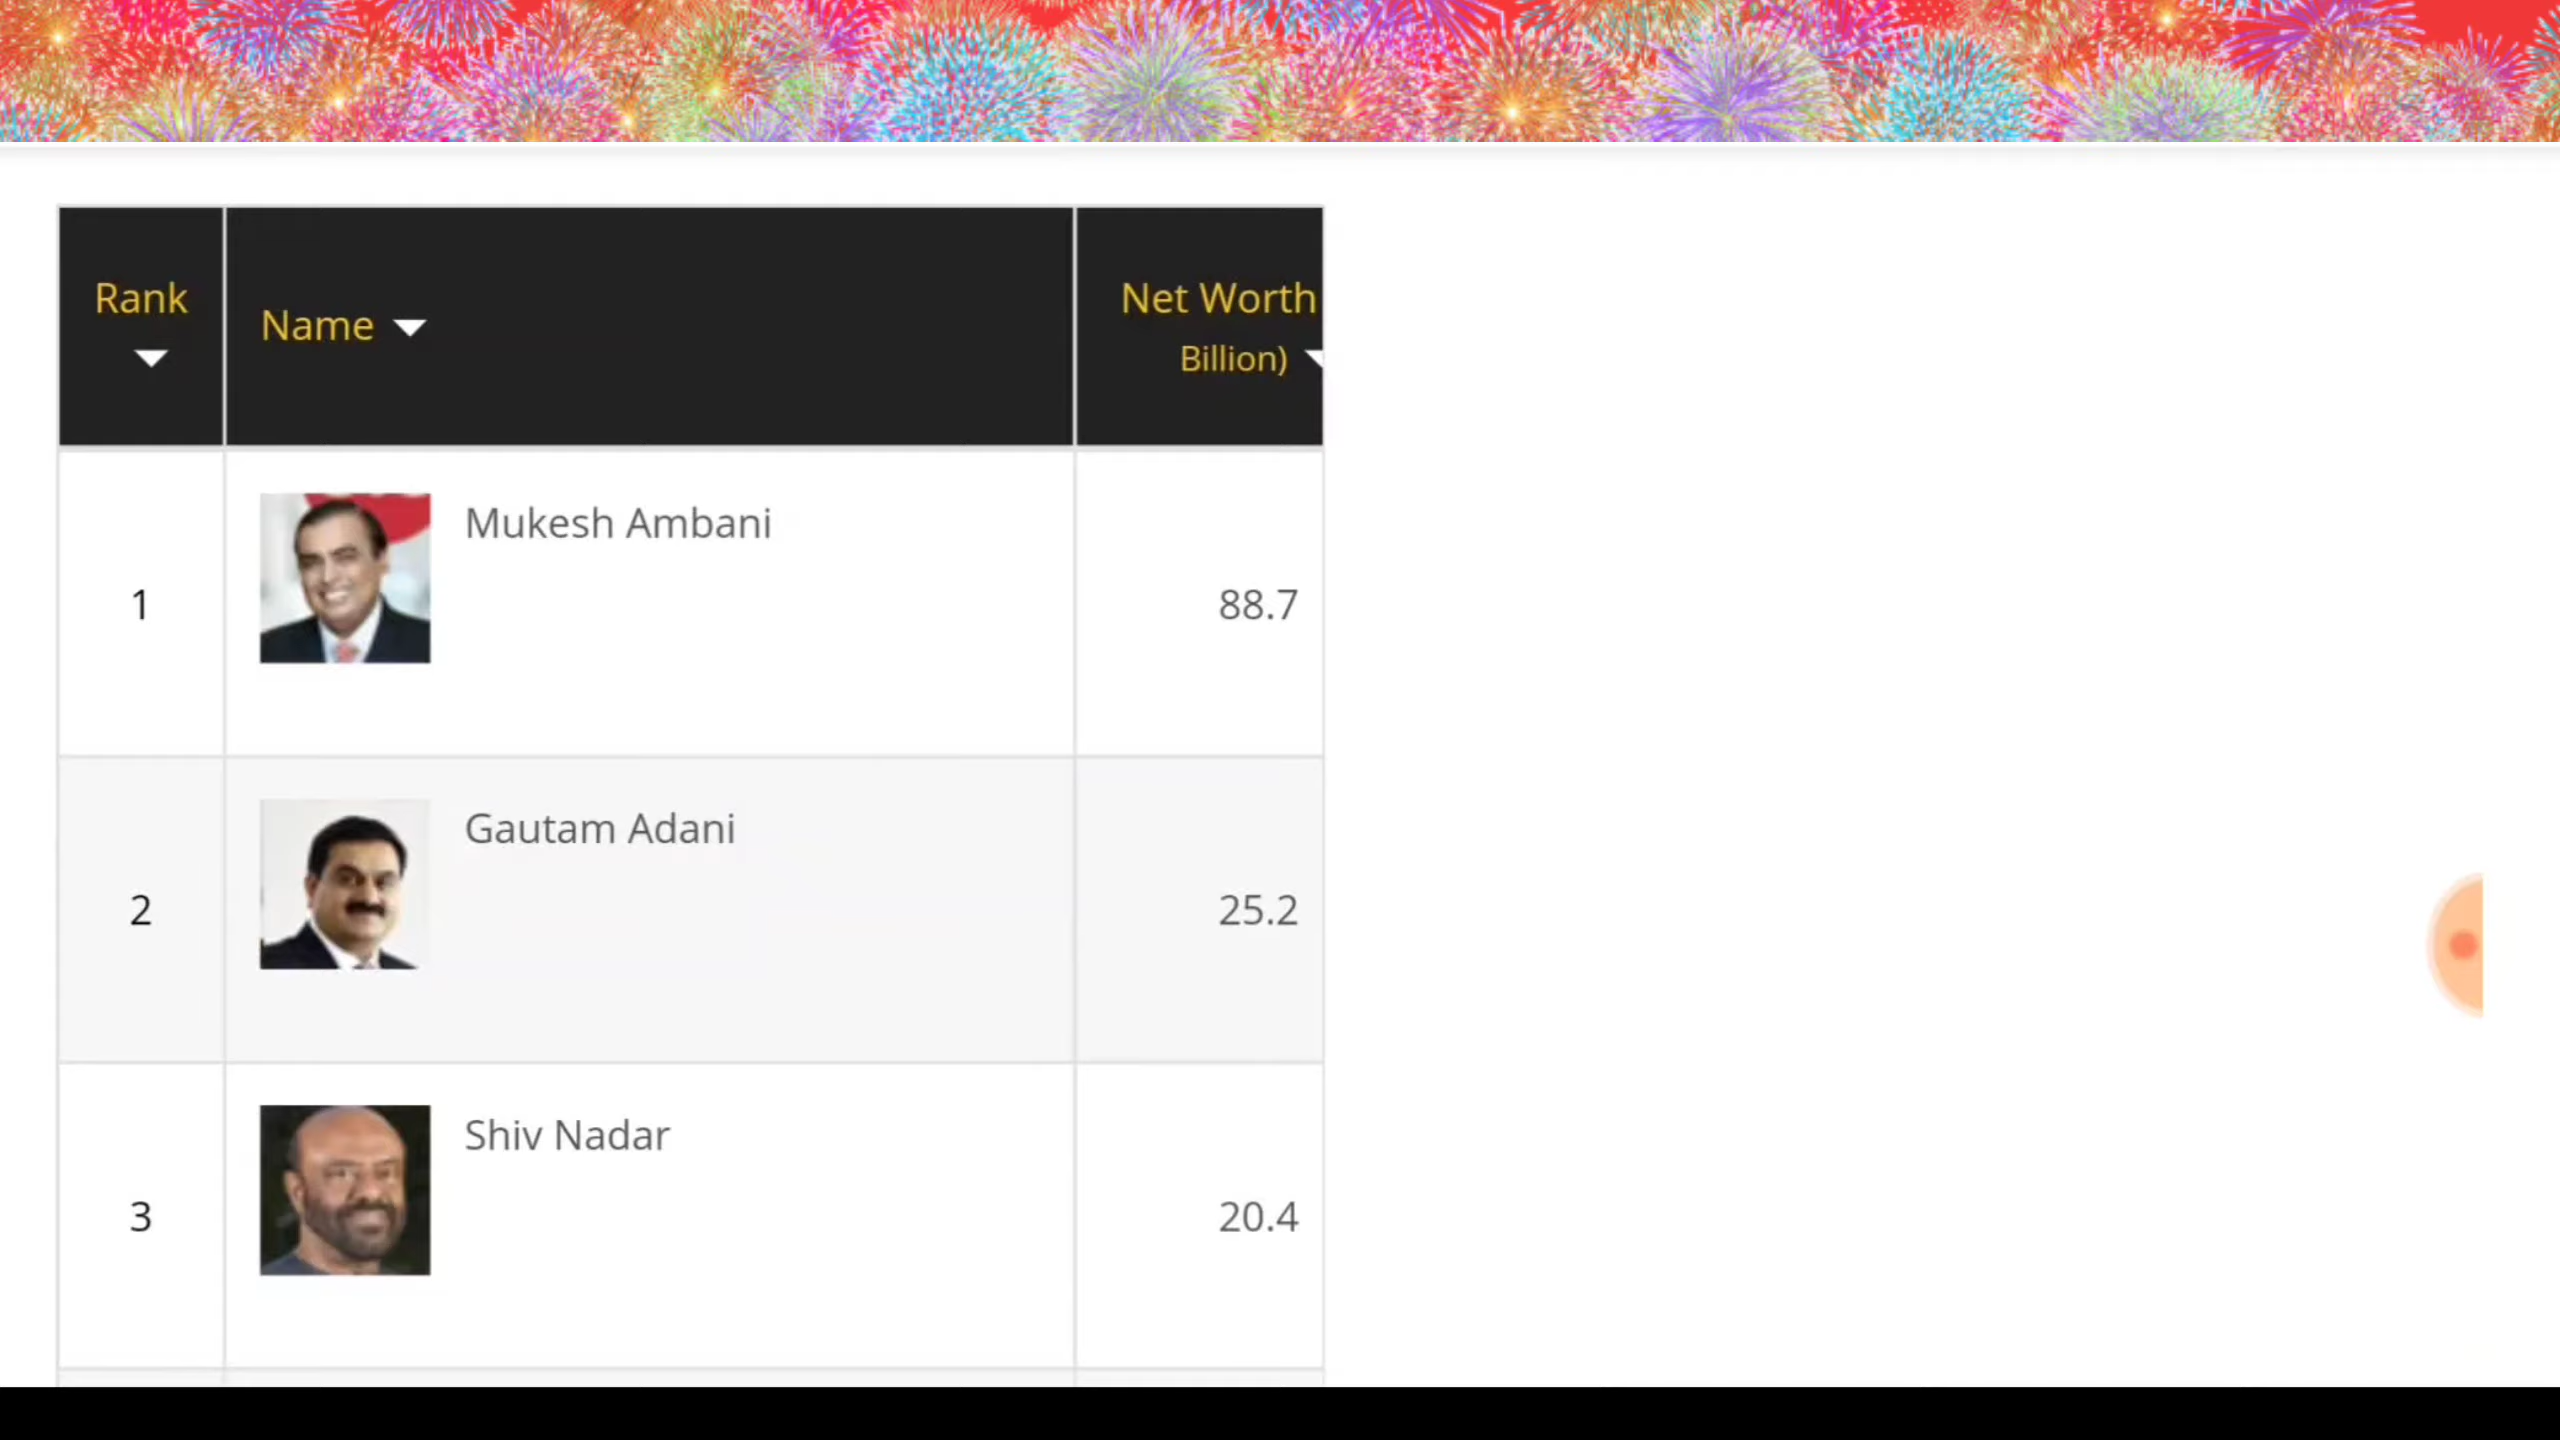 Rank
Name
Net Worth
Billion)
1
Mukesh Ambani
88.7
2
Gautam Adani
25.2
3
Shiv Nadar
20.4